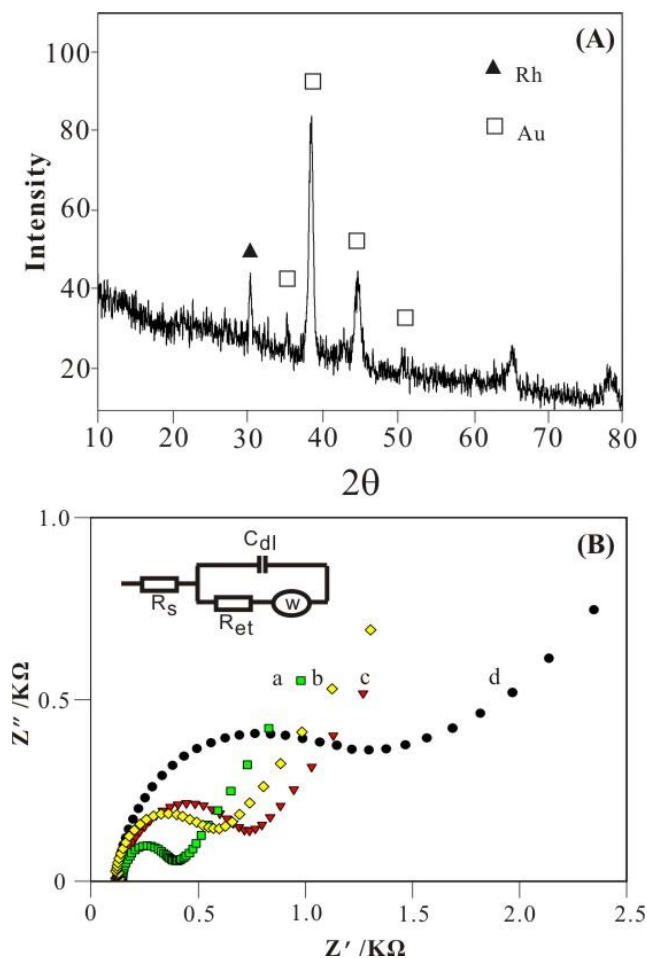 (A)
Rh
Au
Intensity
100
80
60
40
20
10 20 30 40 50 60 70 80
2θ
(B)
1.0
0.5
0
Cdl
Rs
Ret
w
a b c d
Z″ /KΩ
0 0.5 1.0 1.5 2.0 2.5
Z′ /KΩ